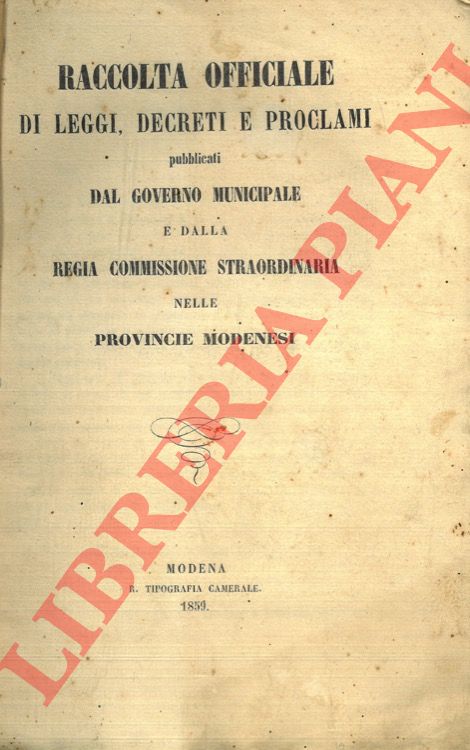 RACCOLTA OFFICIALE
DI LEGGI, DECRETI E PROCLAMI
pubblicati
DAL GOVERNO MUNICIPALE
E DALLA
REGIA COMMISSIONE STRAORDINARIA
NELLE
PROVINCIE MODENESI
MODENA
R. TIPOGRAFIA CAMERALE.
1859.
LIBRERIA PIANI